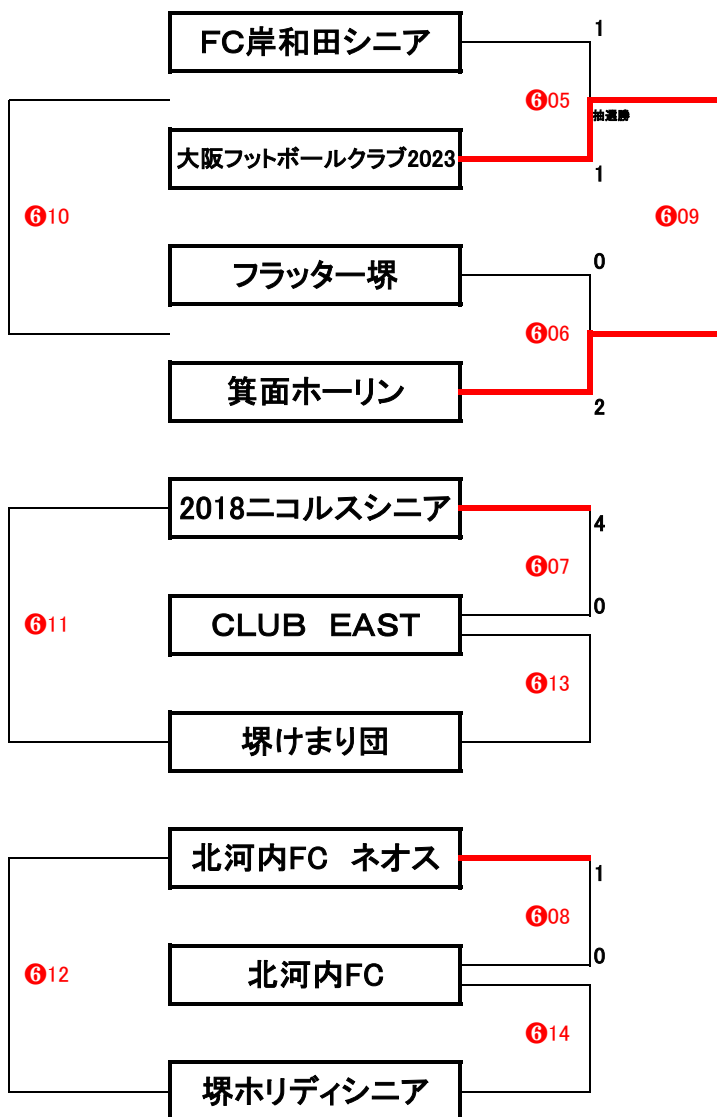 FC岸和田シニア
1
❻05
抽選勝
大阪フットボールクラブ2023
1
❻10
❻09
フラッター堺
0
❻06
箕面ホーリン
2
2018ニコルスシニア
4
❻07
CLUB　EAST
0
❻11
❻13
堺けまり団
北河内FC　ネオス
1
❻08
北河内FC
0
❻12
❻14
堺ホリディシニア